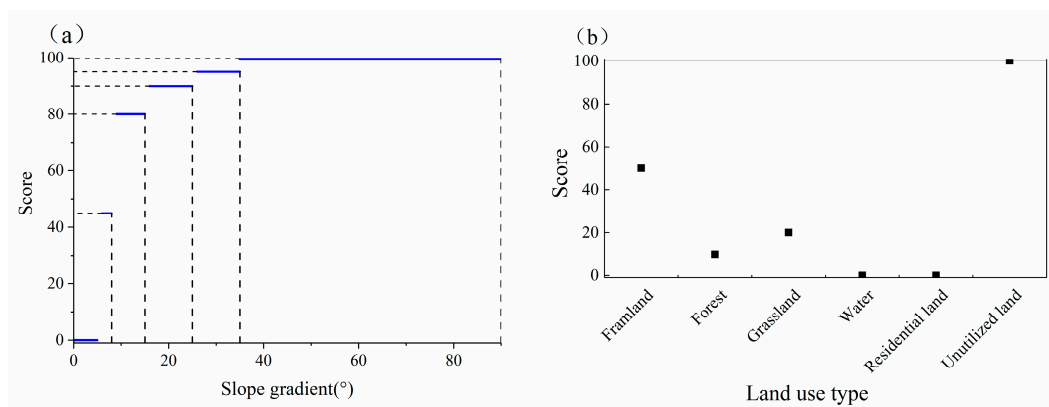 （a）
100
80
60
40
20
0
Score
0
20
40
60
80
Slope gradient(°)
（b）
100
80
60
40
20
0
Score
Framland
Forest
Grassland
Water
Residential land
Unutilized land
Land use type